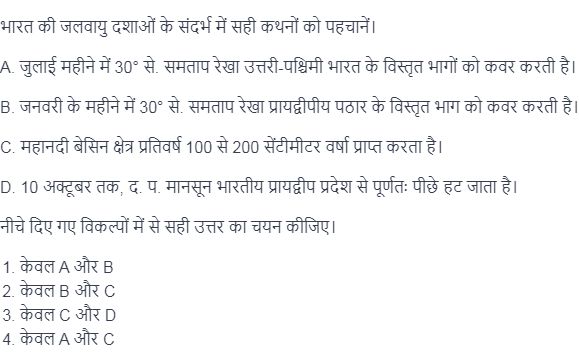 भारत की जलवायु दशाओं के संदर्भ में सही कथनों को पहचानें।
A. जुलाई महीने में 30° से. समताप रेखा उत्तरी-पश्चिमी भारत के विस्तृत भागों को कवर करती है।
B. जनवरी के महीने में 30° से. समताप रेखा प्रायद्वीपीय पठार के विस्तृत भाग को कवर करती है।
C. महानदी बेसिन क्षेत्र प्रतिवर्ष 100 से 200 सेंटीमीटर वर्षा प्राप्त करता है।
D. 10 अक्टूबर तक, द. प. मानसून भारतीय प्रायद्वीप प्रदेश से पूर्णतः पीछे हट जाता है।
नीचे दिए गए विकल्पों में से सही उत्तर का चयन कीजिए।
1. केवल A और B
2. केवल B और C
3. केवल C और D
4. केवल A और C